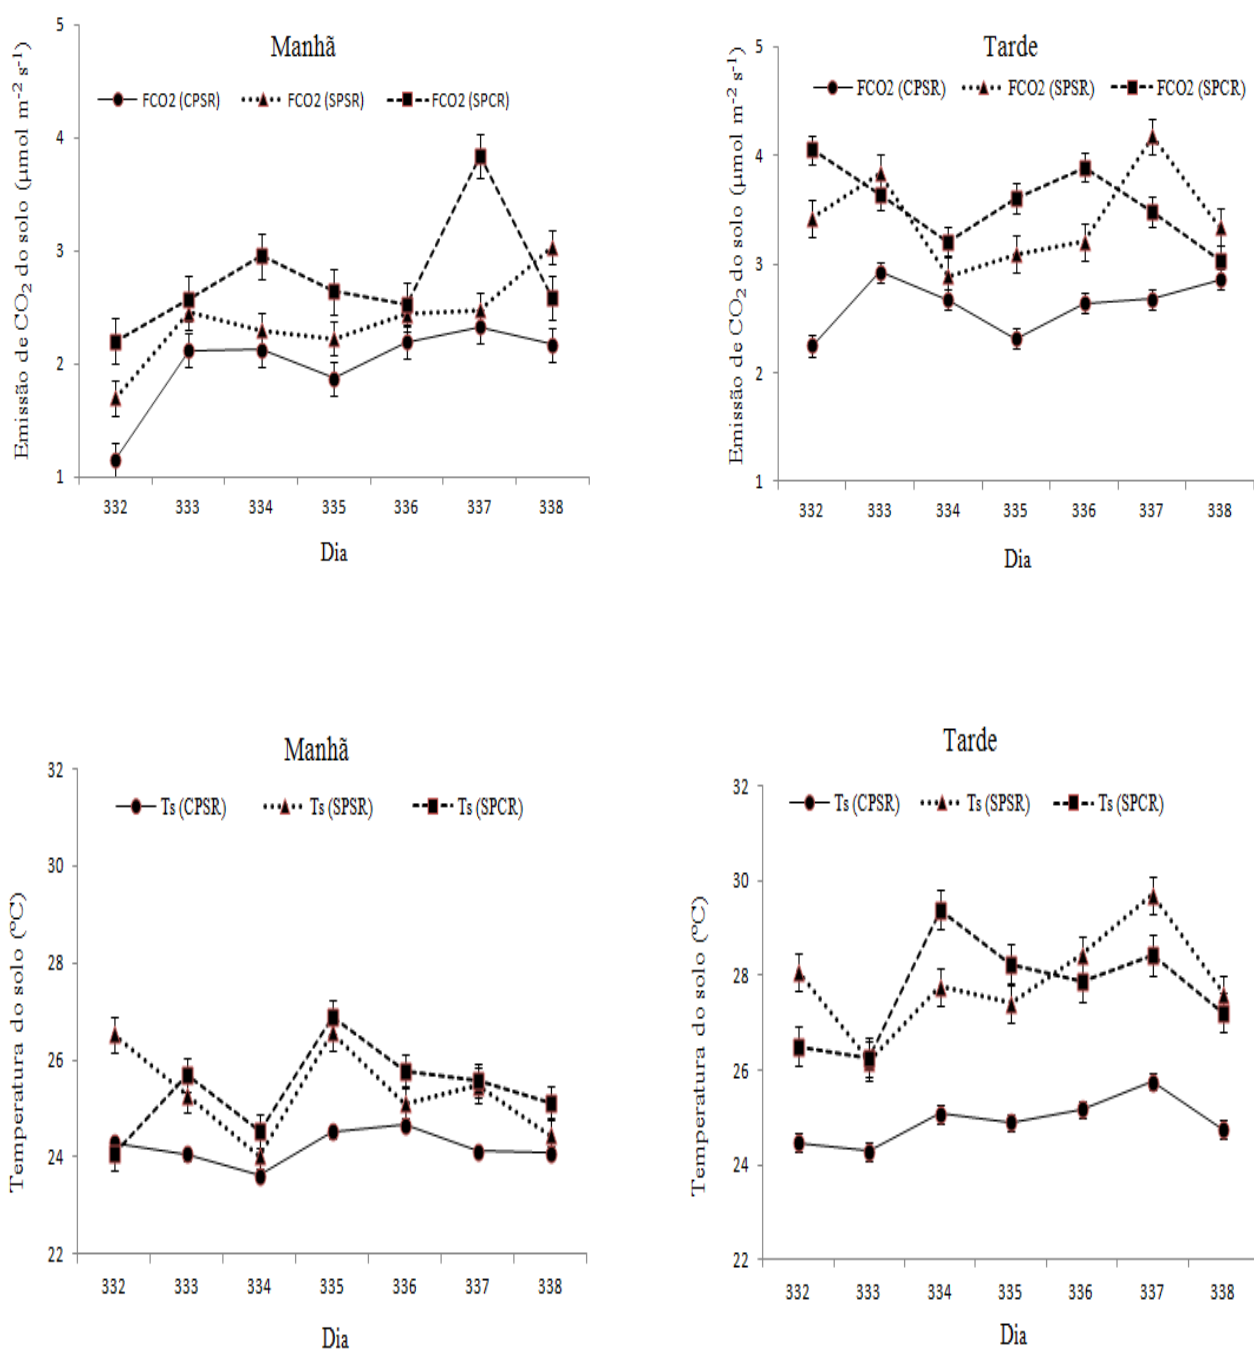 Manhã
Emissão de CO₂ do solo (µmol m⁻² s⁻¹)
FCO2 (CPSR) FCO2 (SPSR) FCO2 (SPCR)
5
4
3
2
1
332 333 334 335 336 337 338
Dia
Tarde
Emissão de CO₂ do solo (µmol m⁻² s⁻¹)
FCO2 (CPSR) FCO2 (SPSR) FCO2 (SPCR)
5
4
3
2
1
332 333 334 335 336 337 338
Dia
Manhã
Temperatura do solo (ºC)
Ts (CPSR) Ts (SPSR) Ts (SPCR)
32
30
28
26
24
22
332 333 334 335 336 337 338
Dia
Tarde
Temperatura do solo (ºC)
Ts (CPSR) Ts (SPSR) Ts (SPCR)
32
30
28
26
24
22
332 333 334 335 336 337 338
Dia